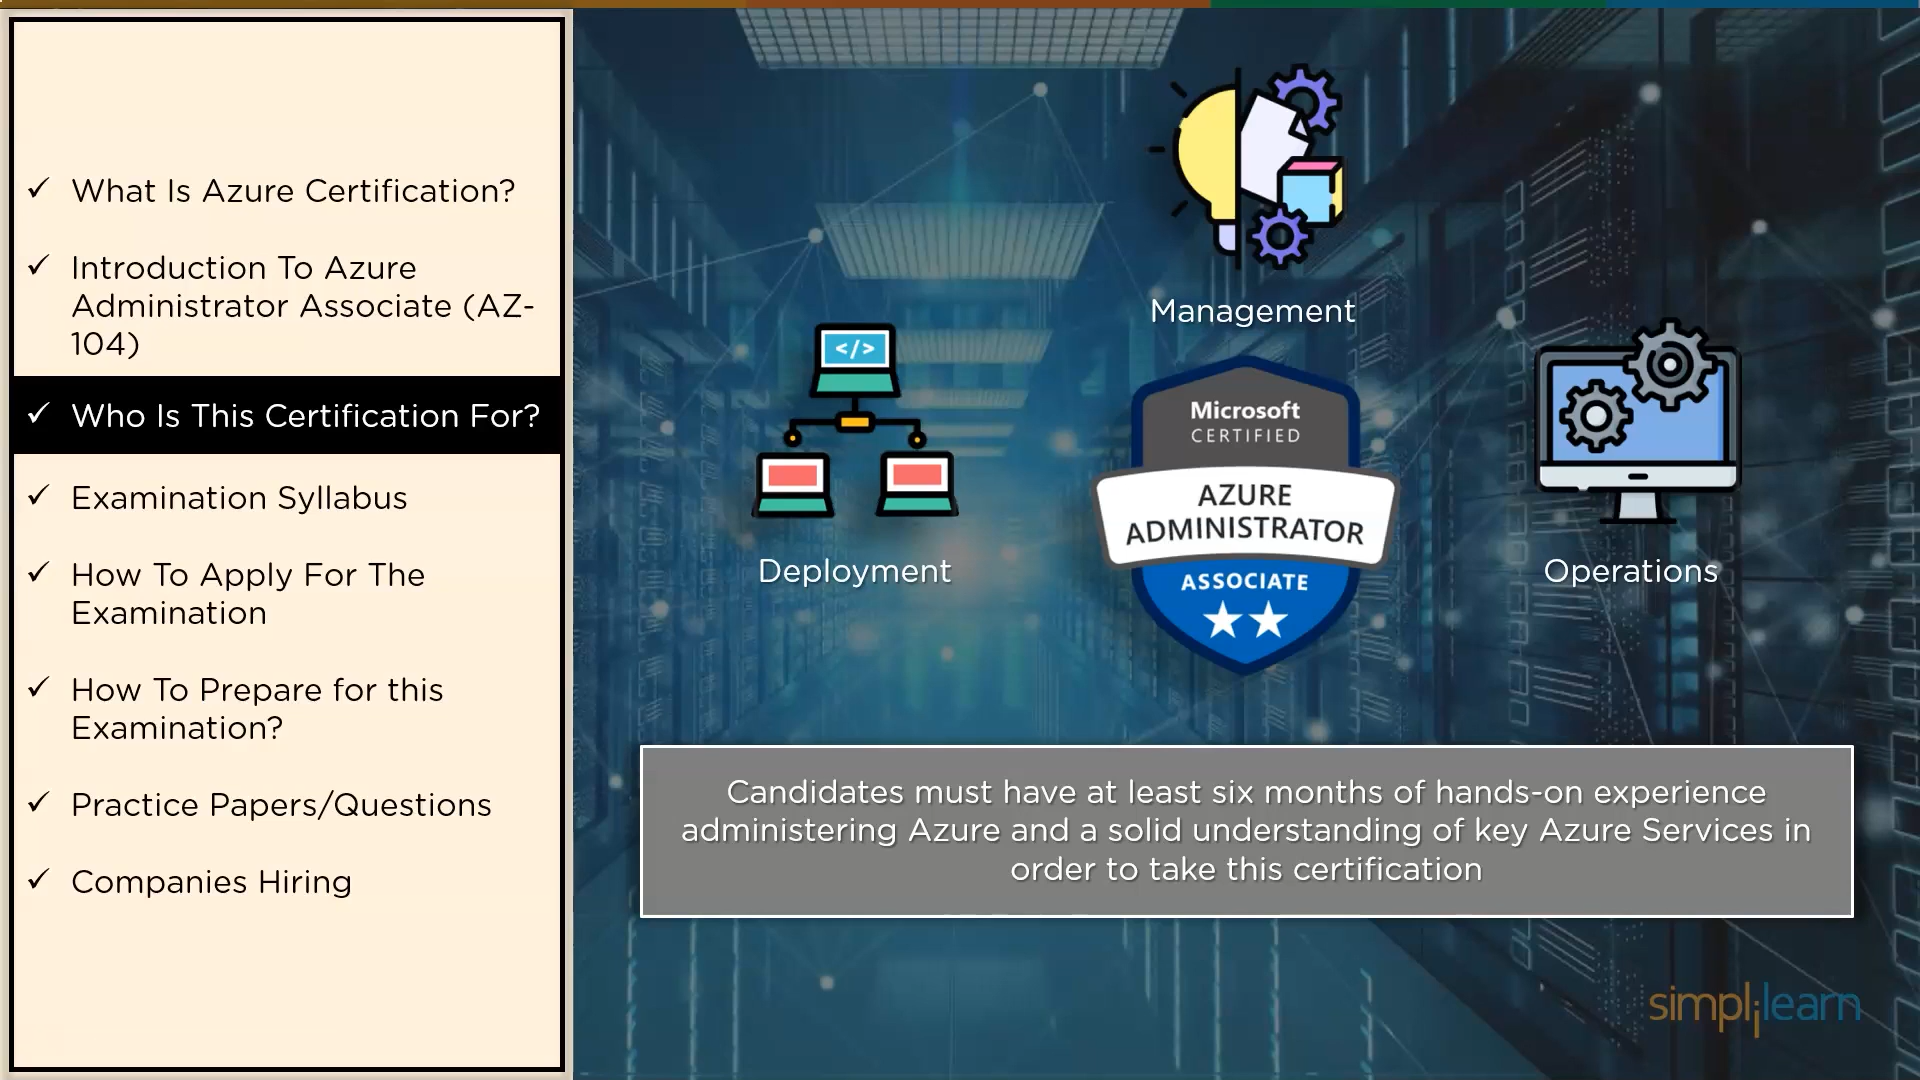 What Is Azure Certification?
Introduction To Azure
Administrator Associate (AZ-
104)
Who Is This Certification For?
Examination Syllabus
How To Apply For The
Examination
How To Prepare for this
Examination?
Practice Papers/Questions
Companies Hiring
Management
</>
Deployment
Microsoft
CERTIFIED
AZURE
ADMINISTRATOR
ASSOCIATE
Operations
Candidates must have at least six months of hands-on experience
administering Azure and a solid understanding of key Azure Services in
order to take this certification
simplilearn